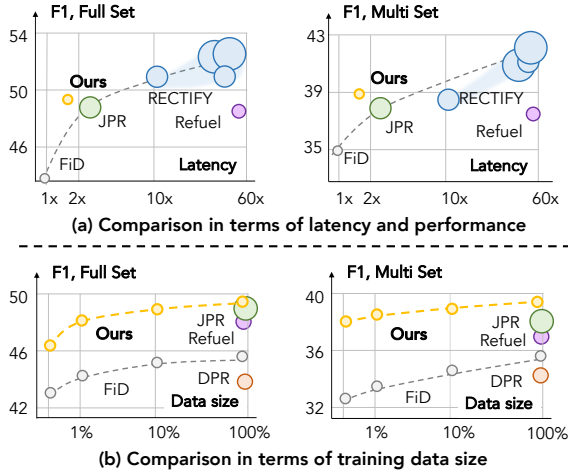 F1, Full Set
54
50
46
Ours
JPR
FiD
RECTIFY
Refuel
Latency
1x 2x 10x 60x
F1, Multi Set
43
39
35
Ours
JPR
FiD
RECTIFY
Refuel
Latency
1x 2x 10x 60x
(a) Comparison in terms of latency and performance
F1, Full Set
50
46
42
Ours
JPR
Refuel
FiD
DPR
Data size
1% 10% 100%
F1, Multi Set
40
36
32
Ours
JPR
Refuel
FiD
DPR
Data size
1% 10% 100%
(b) Comparison in terms of training data size